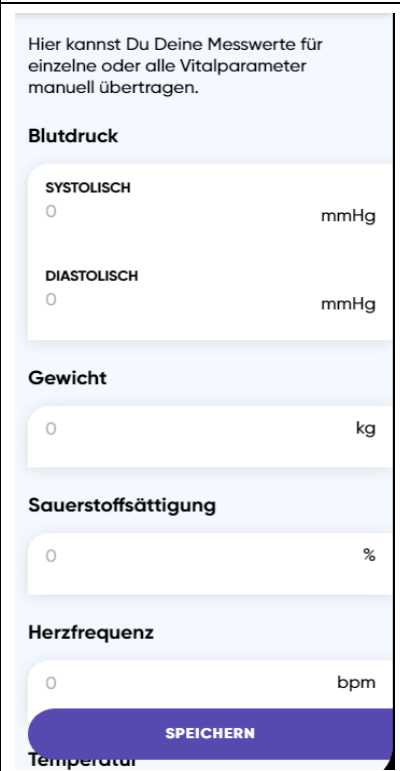 Hier kannst Du Deine Messwerte für
einzelne oder alle Vitalparameter
manuell übertragen.
Blutdruck
SYSTOLISCH
0
mmHg
DIASTOLISCH
0
mmHg
Gewicht
0 kg
Sauerstoffsättigung
0 %
Herzfrequenz
0 bpm
SPEICHERN
Temperatur